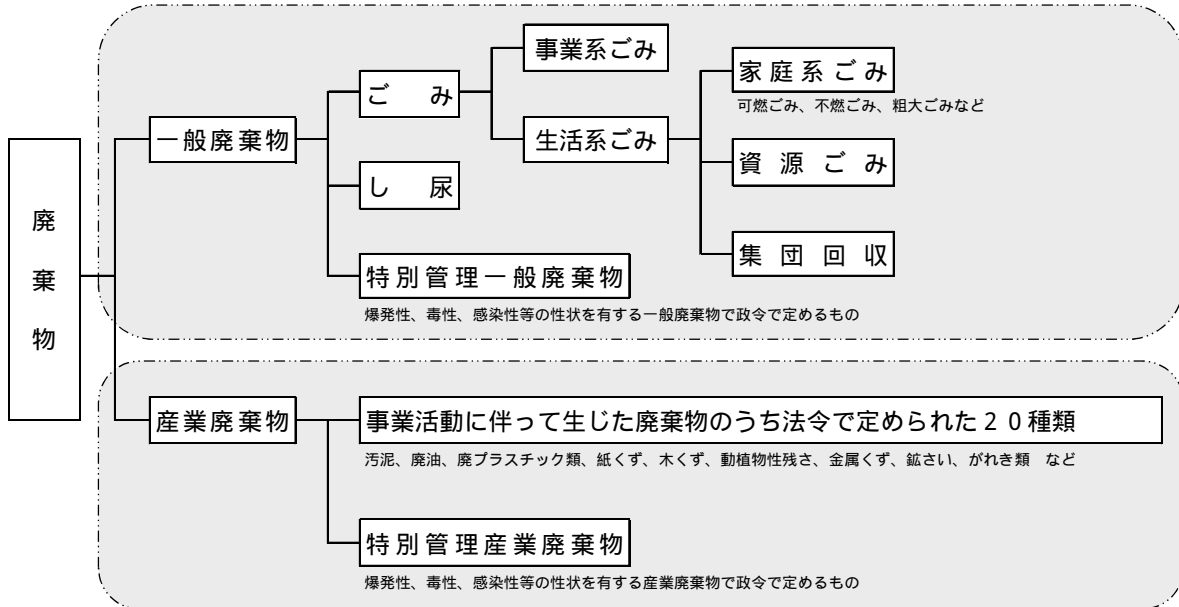 廃棄物
一般廃棄物
ごみ
事業系ごみ
生活系ごみ
家庭系ごみ
可燃ごみ、不燃ごみ、粗大ごみなど
資源ごみ
集団回収
し尿
特別管理一般廃棄物
爆発性、毒性、感染性等の性状を有する一般廃棄物で政令で定めるもの
産業廃棄物
事業活動に伴って生じた廃棄物のうち法令で定められた20種類
汚泥、廃油、廃プラスチック類、紙くず、木くず、動植物性残さ、金属くず、鉱さい、がれき類　など
特別管理産業廃棄物
爆発性、毒性、感染性等の性状を有する産業廃棄物で政令で定めるもの